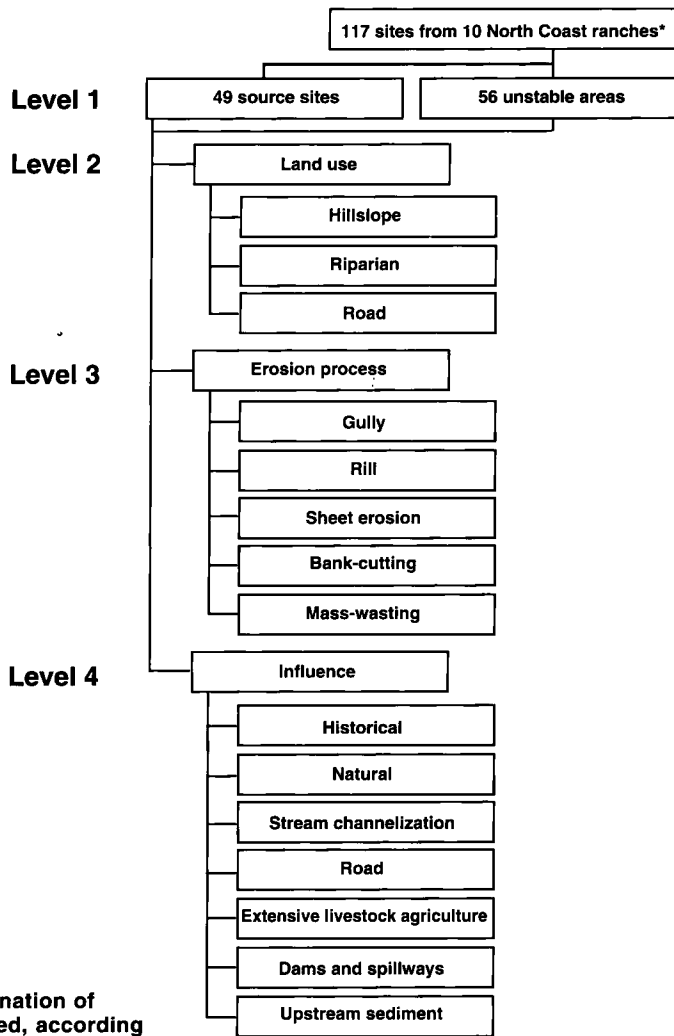 117 sites from 10 North Coast ranches*
Level 1
49 source sites
56 unstable areas
Level 2
Land use
Hillslope
Riparian
Road
Level 3
Erosion process
Gully
Rill
Sheet erosion
Bank-cutting
Mass-wasting
Level 4
Influence
Historical
Natural
Stream channelization
Road
Extensive livestock agriculture
Dams and spillways
Upstream sediment
nation of
ed, according